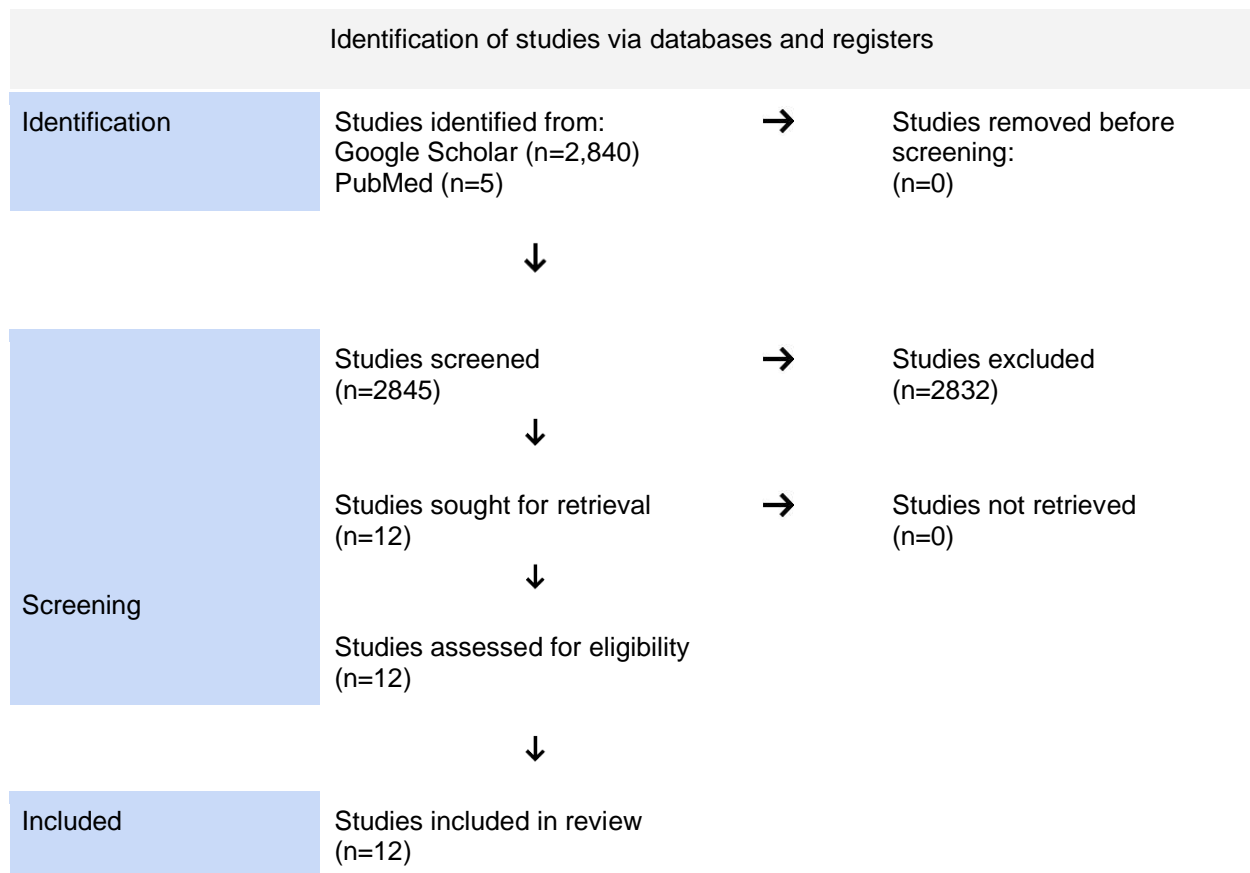 Identification of studies via databases and registers
Identification
Studies identified from:
Google Scholar (n=2,840)
PubMed (n=5)
→
Studies removed before
screening:
(n=0)
↓
Studies screened
(n=2845)
→
Studies excluded
(n=2832)
↓
Studies sought for retrieval
(n=12)
→
Studies not retrieved
(n=0)
↓
Screening
Studies assessed for eligibility
(n=12)
↓
Included
Studies included in review
(n=12)